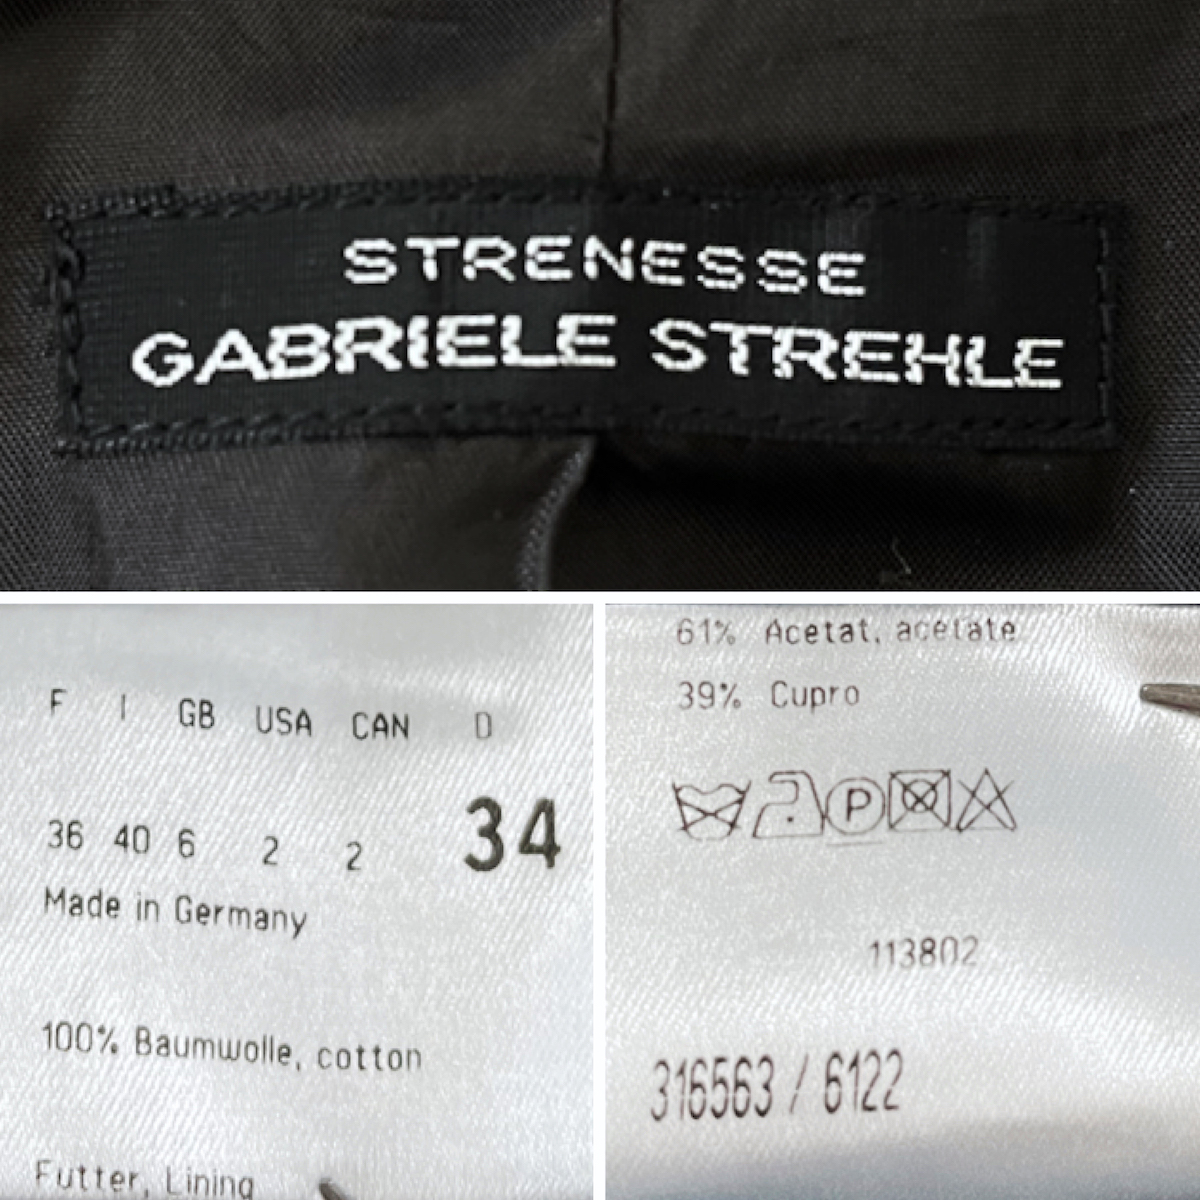 STRENESSE
GABRIELE STREHLE
F I GB USA CAN D
36 40 6 2 2 34
Made in Germany
100% Baumwolle, cotton
Futter, Lining
61% Acetat, acetate
39% Cupro
P
113802
316563 / 6122